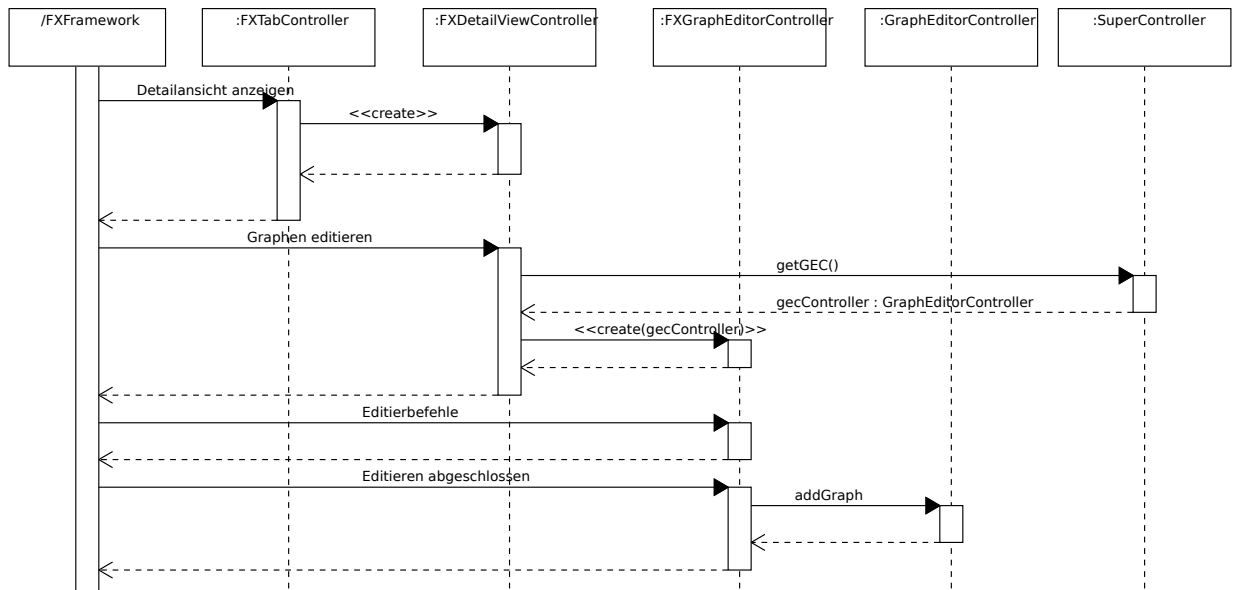 /FXFramework
:FXTabController
:FXDetailViewController
:FXGraphEditorController
:GraphEditorController
:SuperController
Detailansicht anzeigen
<<create>>
Graphen editieren
getGEC()
gecController : GraphEditorController
<<create(gecController)>>
Editierbefehle
Editieren abgeschlossen
addGraph